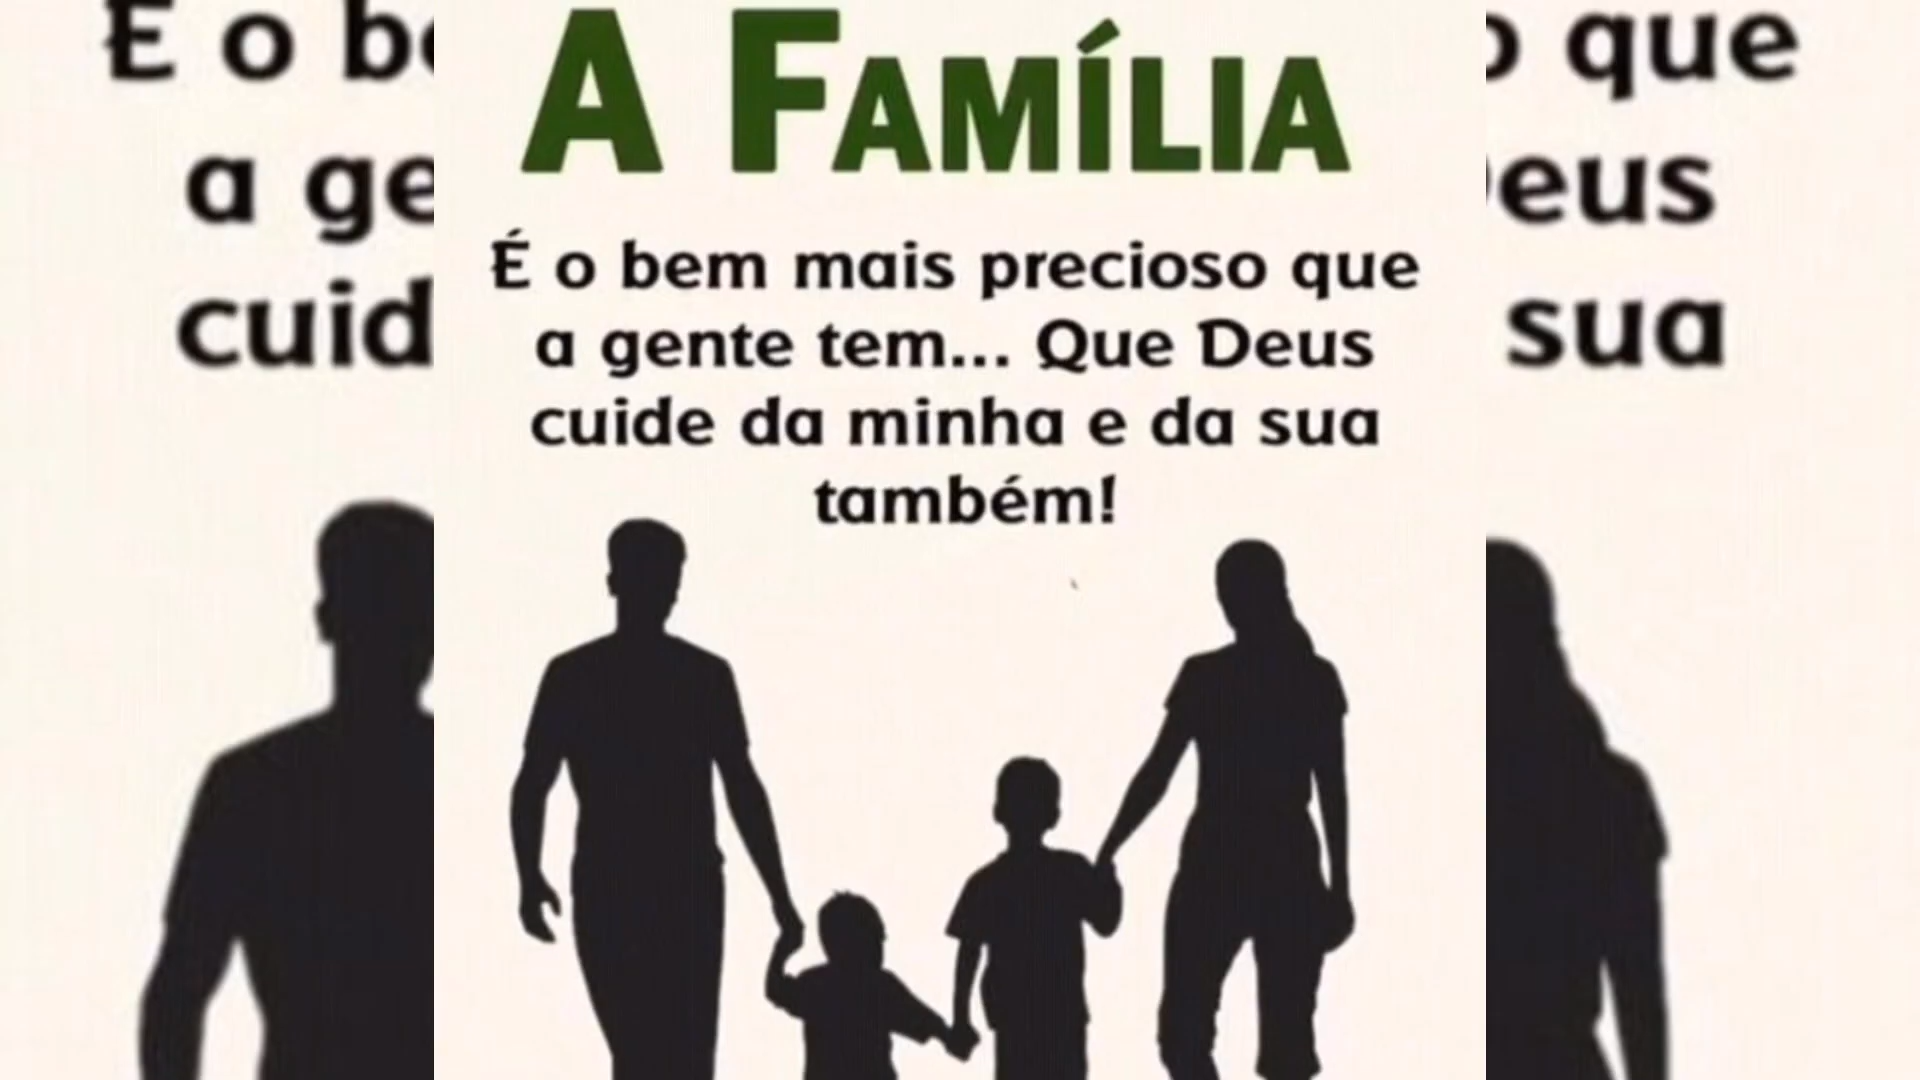 A FAMÍLIA
É o bem mais precioso que
a gente tem... Que Deus
cuide da minha e da sua
também!